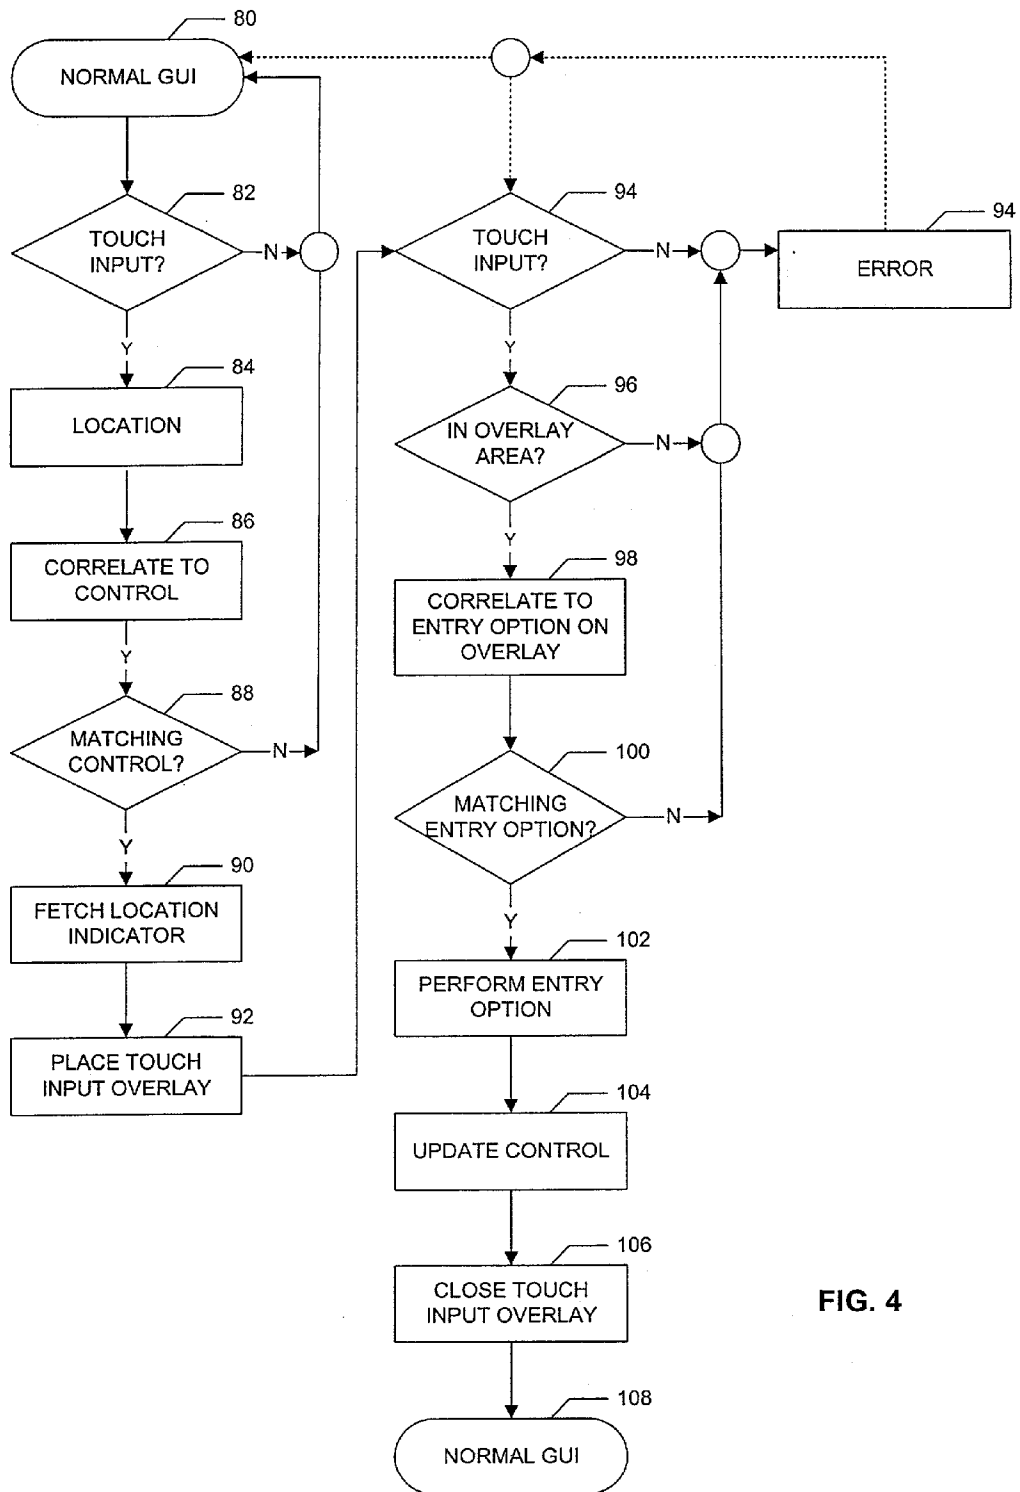 80
NORMAL GUI
82
TOUCH
INPUT?
N
Y
84
LOCATION
86
CORRELATE TO
CONTROL
Y
88
MATCHING
CONTROL?
N
Y
90
FETCH LOCATION
INDICATOR
92
PLACE TOUCH
INPUT OVERLAY
94
TOUCH
INPUT?
N
94
ERROR
Y
96
IN OVERLAY
AREA?
N
Y
98
CORRELATE TO
ENTRY OPTION ON
OVERLAY
100
MATCHING
ENTRY OPTION?
N
Y
102
PERFORM ENTRY
OPTION
104
UPDATE CONTROL
106
CLOSE TOUCH
INPUT OVERLAY
108
NORMAL GUI
FIG. 4